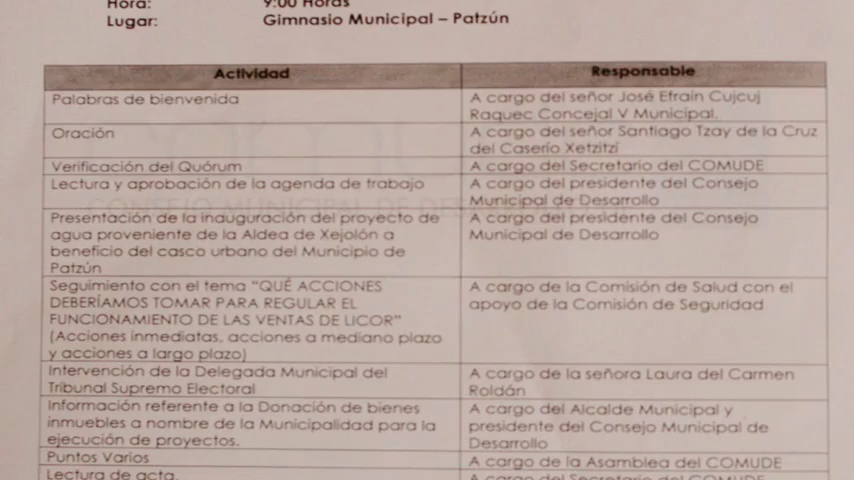 Hora: 9:00 Horas
Lugar: Gimnasio Municipal – Patzún
Actividad
Responsable
Palabras de bienvenida
A cargo del señor José Efraín Cujcuj
Raquec Concejal V Municipal.
Oración
A cargo del señor Santiago Tzay de la Cruz
del Caserío Xetzitzí
Verificación del Quórum
A cargo del Secretario del COMUDE
Lectura y aprobación de la agenda de trabajo
A cargo del presidente del Consejo
Municipal de Desarrollo
Presentación de la inauguración del proyecto de
agua proveniente de la Aldea de Xejolón a
beneficio del casco urbano del Municipio de
Patzún
A cargo del presidente del Consejo
Municipal de Desarrollo
Seguimiento con el tema "QUÉ ACCIONES
DEBERÍAMOS TOMAR PARA REGULAR EL
FUNCIONAMIENTO DE LAS VENTAS DE LICOR"
(Acciones inmediatas, acciones a mediano plazo
y acciones a largo plazo)
A cargo de la Comisión de Salud con el
apoyo de la Comisión de Seguridad
Intervención de la Delegada Municipal del
Tribunal Supremo Electoral
A cargo de la señora Laura del Carmen
Roldán
Información referente a la Donación de bienes
inmuebles a nombre de la Municipalidad para la
ejecución de proyectos.
A cargo del Alcalde Municipal y
presidente del Consejo Municipal de
Desarrollo
Puntos Varios
A cargo de la Asamblea del COMUDE
Lectura de acta.
A cargo del Secretario del COMUDE